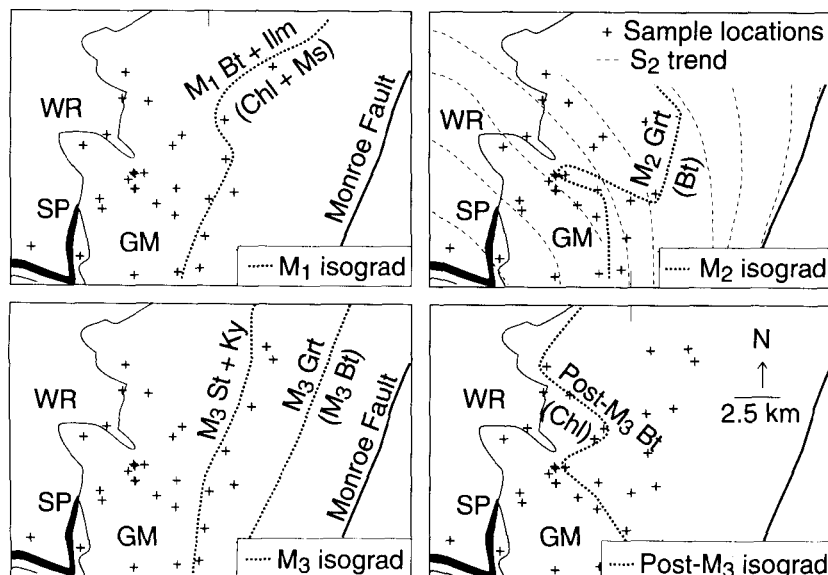 M1 Bt + Ilm
(Chl + Ms)
WR
Monroe Fault
SP
GM
M1 isograd
+ Sample locations
S2 trend
WR
M2 Grt
(Bt)
SP
GM
M2 isograd
M3 St + Ky
M3 Grt
(M3 Bt)
WR
Monroe Fault
SP
GM
M3 isograd
N
Post-M3 Bt
(Chl)
2.5 km
WR
SP
GM
Post-M3 isograd